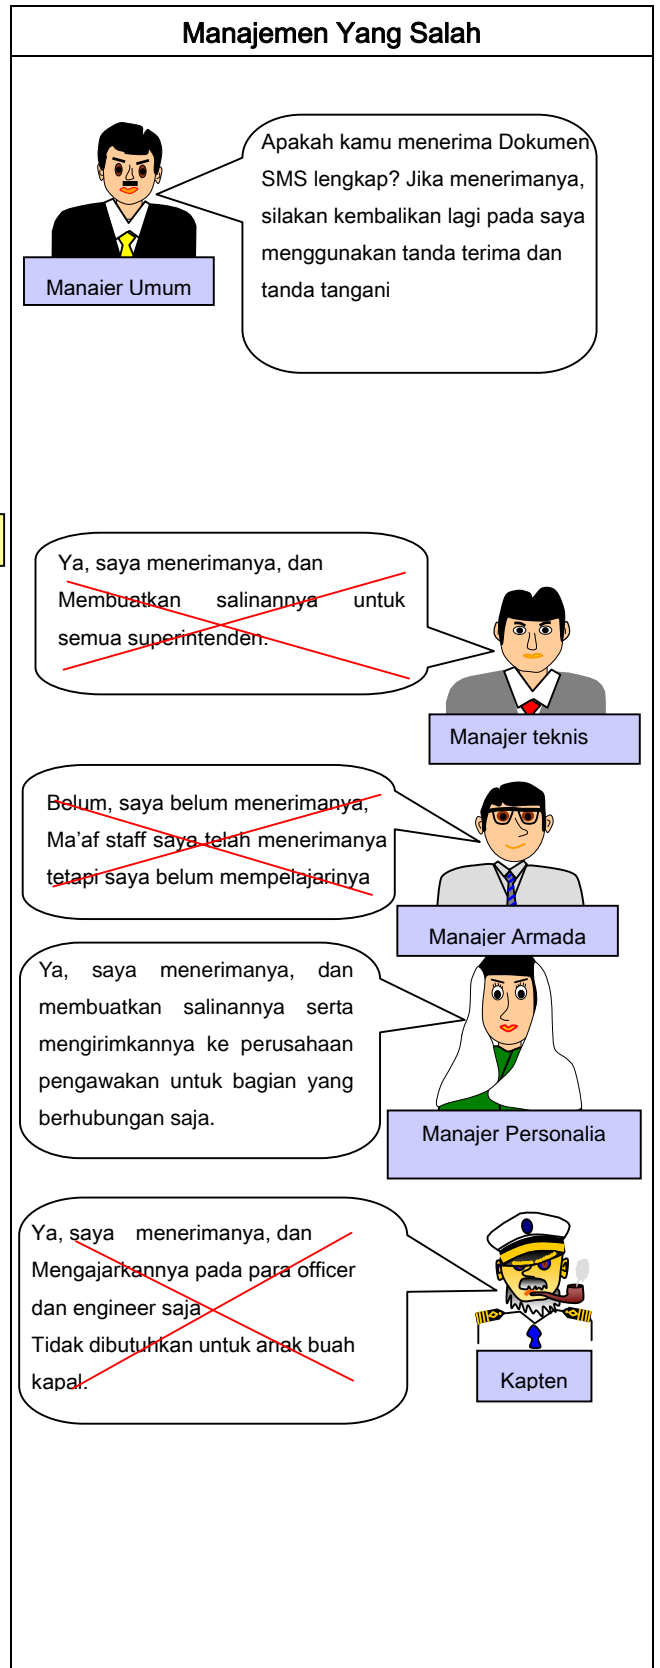 Manajemen Yang Salah
Apakah kamu menerima Dokumen
SMS lengkap? Jika menerimanya,
silakan kembalikan lagi pada saya
menggunakan tanda terima dan
tanda tangani
Manajer Umum
Ya, saya menerimanya, dan
Membuatkan salinannya untuk
semua superintenden.
Manajer teknis
Belum, saya belum menerimanya,
Ma'af staff saya telah menerimanya
tetapi saya belum mempelajarinya
Manajer Armada
Ya, saya menerimanya, dan
membuatkan salinannya serta
mengirimkannya ke perusahaan
pengawakan untuk bagian yang
berhubungan saja.
Manajer Personalia
Ya, saya menerimanya, dan
Mengajarkannya pada para officer
dan engineer saja
Tidak dibutuhkan untuk anak buah
kapal.
Kapten